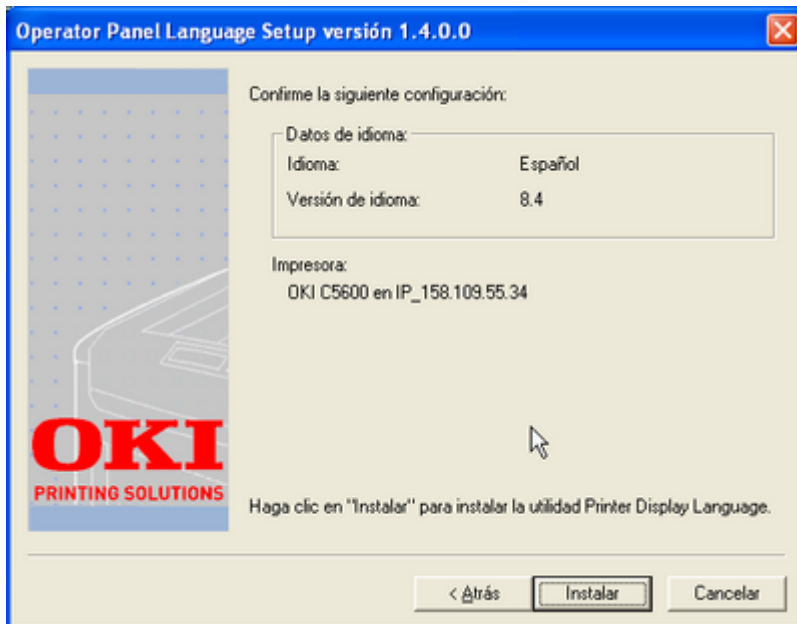 Operator Panel Language Setup versión 1.4.0.0
Confirme la siguiente configuración:
Datos de idioma:
Idioma: Español
Versión de idioma: 8.4
Impresora:
OKI C5600 en IP_158.109.55.34
OKI
PRINTING SOLUTIONS
Haga clic en "Instalar" para instalar la utilidad Printer Display Language.
< Atrás Instalar Cancelar